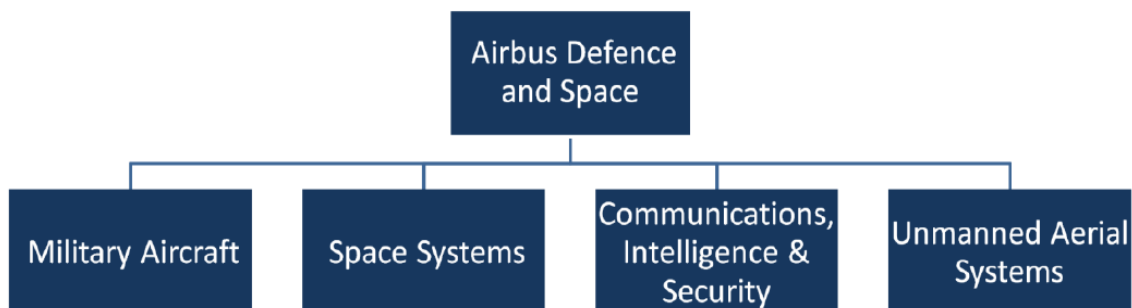 Airbus Defence
and Space
Military Aircraft
Space Systems
Communications,
Intelligence &
Security
Unmanned Aerial
Systems